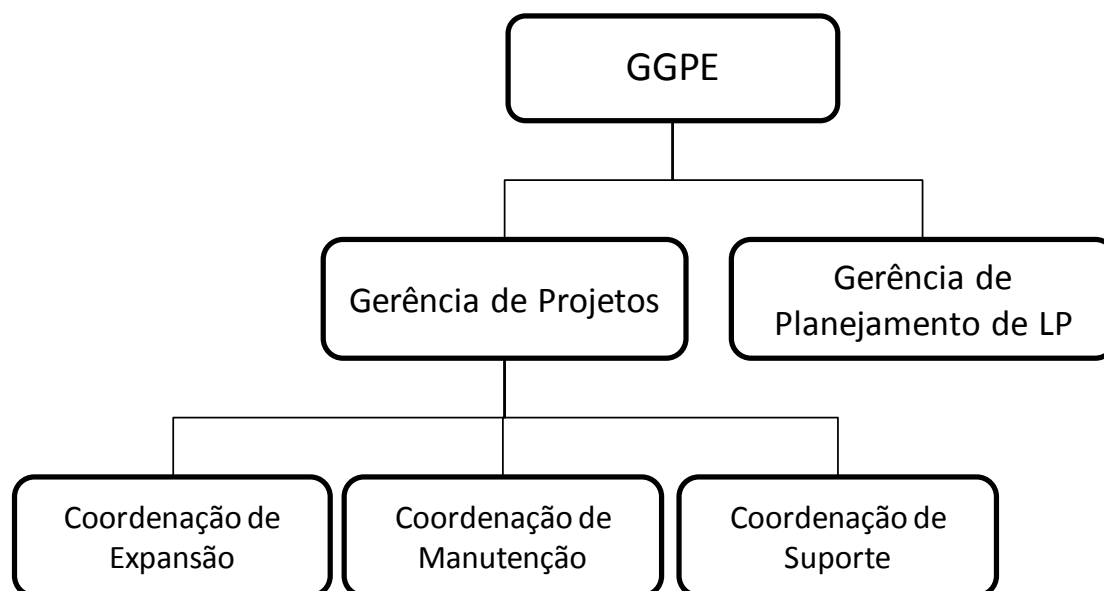 GGPE
Gerência de Projetos
Gerência de
Planejamento de LP
Coordenação de
Expansão
Coordenação de
Manutenção
Coordenação de
Suporte